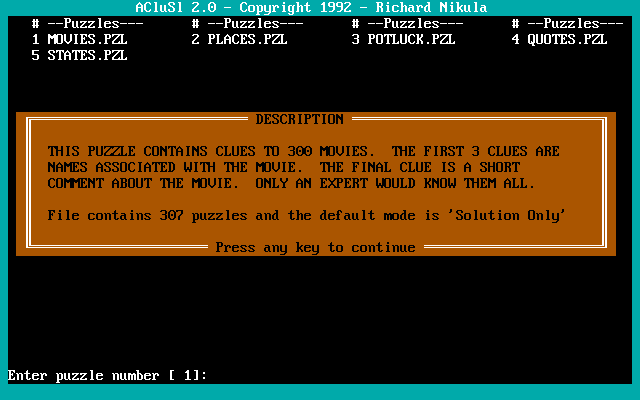 ACluSI 2.0 - Copyright 1992 - Richard Nikula
# --Puzzles--- # --Puzzles--- # --Puzzles--- # --Puzzles---
1 MOVIES.PZL 2 PLACES.PZL 3 POTLUCK.PZL 4 QUOTES.PZL
5 STATES.PZL
DESCRIPTION
THIS PUZZLE CONTAINS CLUES TO 300 MOVIES. THE FIRST 3 CLUES ARE
NAMES ASSOCIATED WITH THE MOVIE. THE FINAL CLUE IS A SHORT
COMMENT ABOUT THE MOVIE. ONLY AN EXPERT WOULD KNOW THEM ALL.
File contains 307 puzzles and the default mode is 'Solution Only'
Press any key to continue
Enter puzzle number [ 1]: